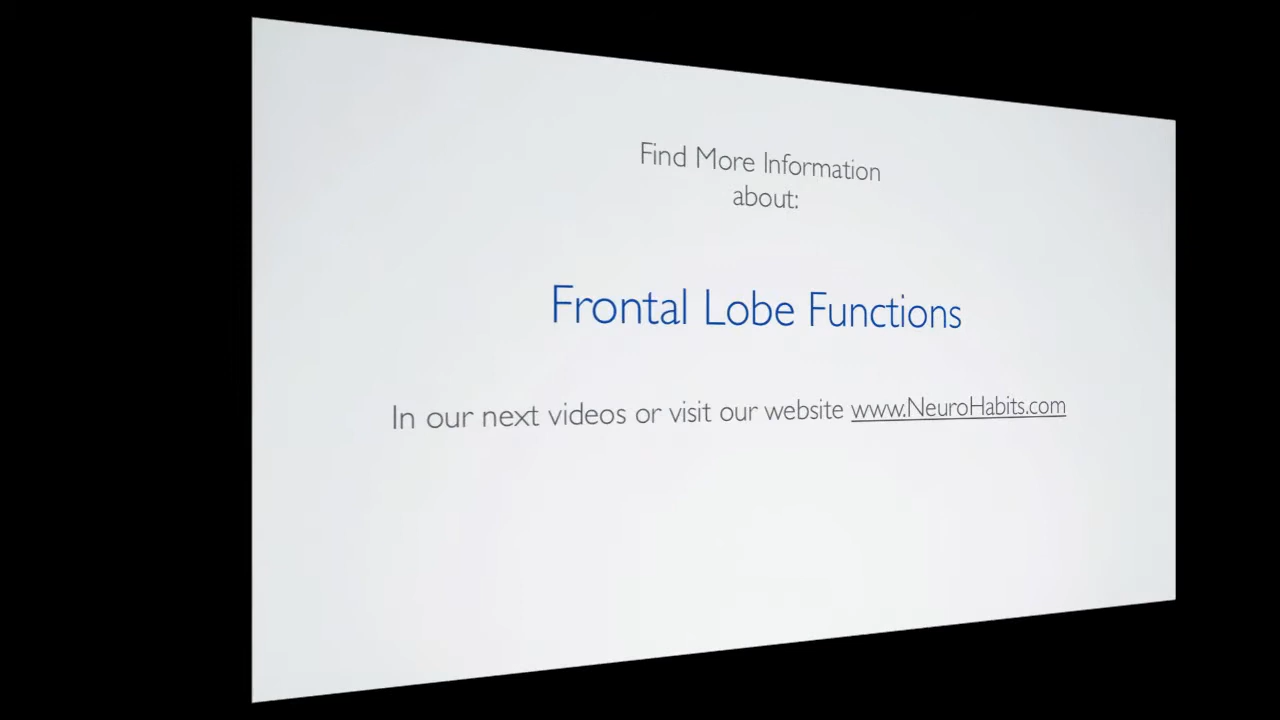 Find More Information
about:
Frontal Lobe Functions
In our next videos or visit our website www.NeuroHabits.com